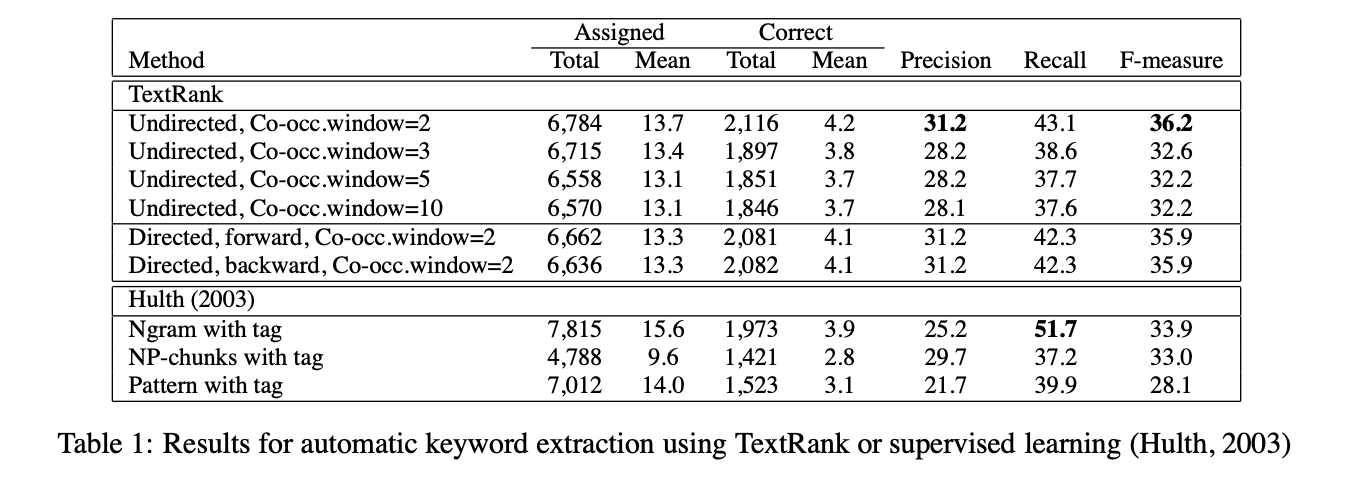 Assigned Correct
Method Total Mean Total Mean Precision Recall F-measure
TextRank
Undirected, Co-occ.window=2 6,784 13.7 2,116 4.2 31.2 43.1 36.2
Undirected, Co-occ.window=3 6,715 13.4 1,897 3.8 28.2 38.6 32.6
Undirected, Co-occ.window=5 6,558 13.1 1,851 3.7 28.2 37.7 32.2
Undirected, Co-occ.window=10 6,570 13.1 1,846 3.7 28.1 37.6 32.2
Directed, forward, Co-occ.window=2 6,662 13.3 2,081 4.1 31.2 42.3 35.9
Directed, backward, Co-occ.window=2 6,636 13.3 2,082 4.1 31.2 42.3 35.9
Hulth (2003)
Ngram with tag 7,815 15.6 1,973 3.9 25.2 51.7 33.9
NP-chunks with tag 4,788 9.6 1,421 2.8 29.7 37.2 33.0
Pattern with tag 7,012 14.0 1,523 3.1 21.7 39.9 28.1
Table 1: Results for automatic keyword extraction using TextRank or supervised learning (Hulth, 2003)